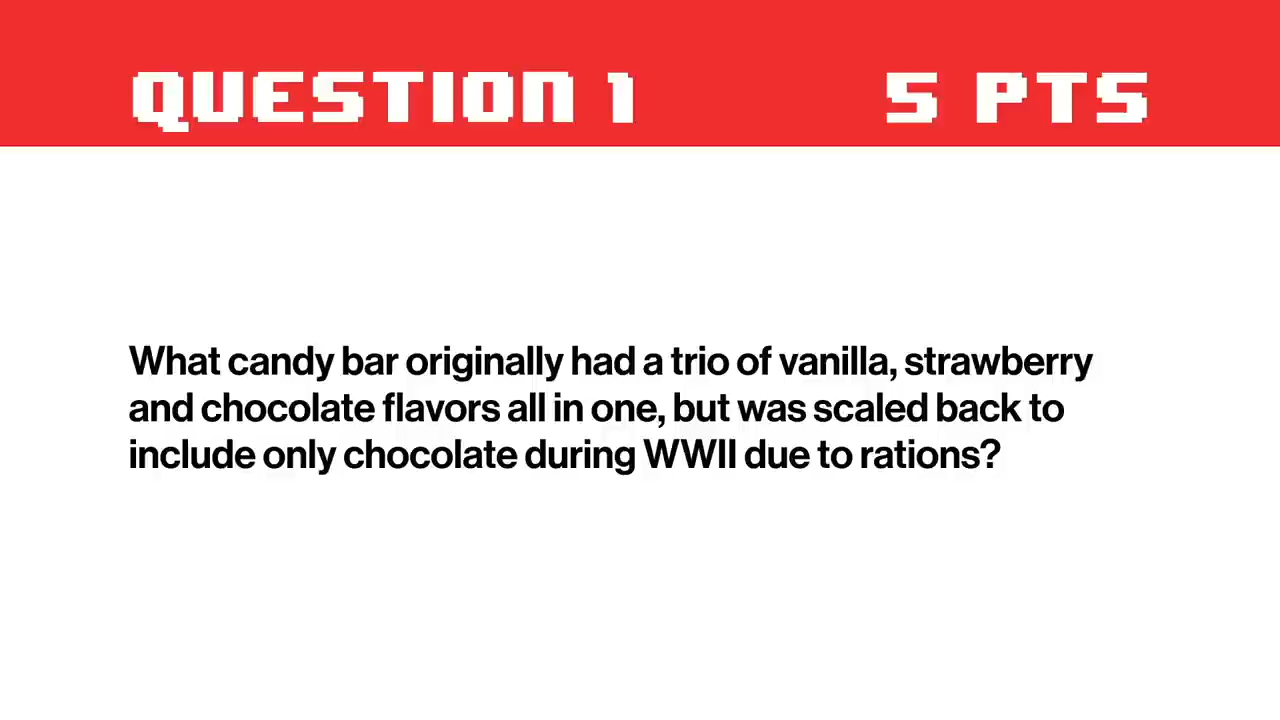 QUESTION 1 5 PTS
What candy bar originally had a trio of vanilla, strawberry
and chocolate flavors all in one, but was scaled back to
include only chocolate during WWII due to rations?